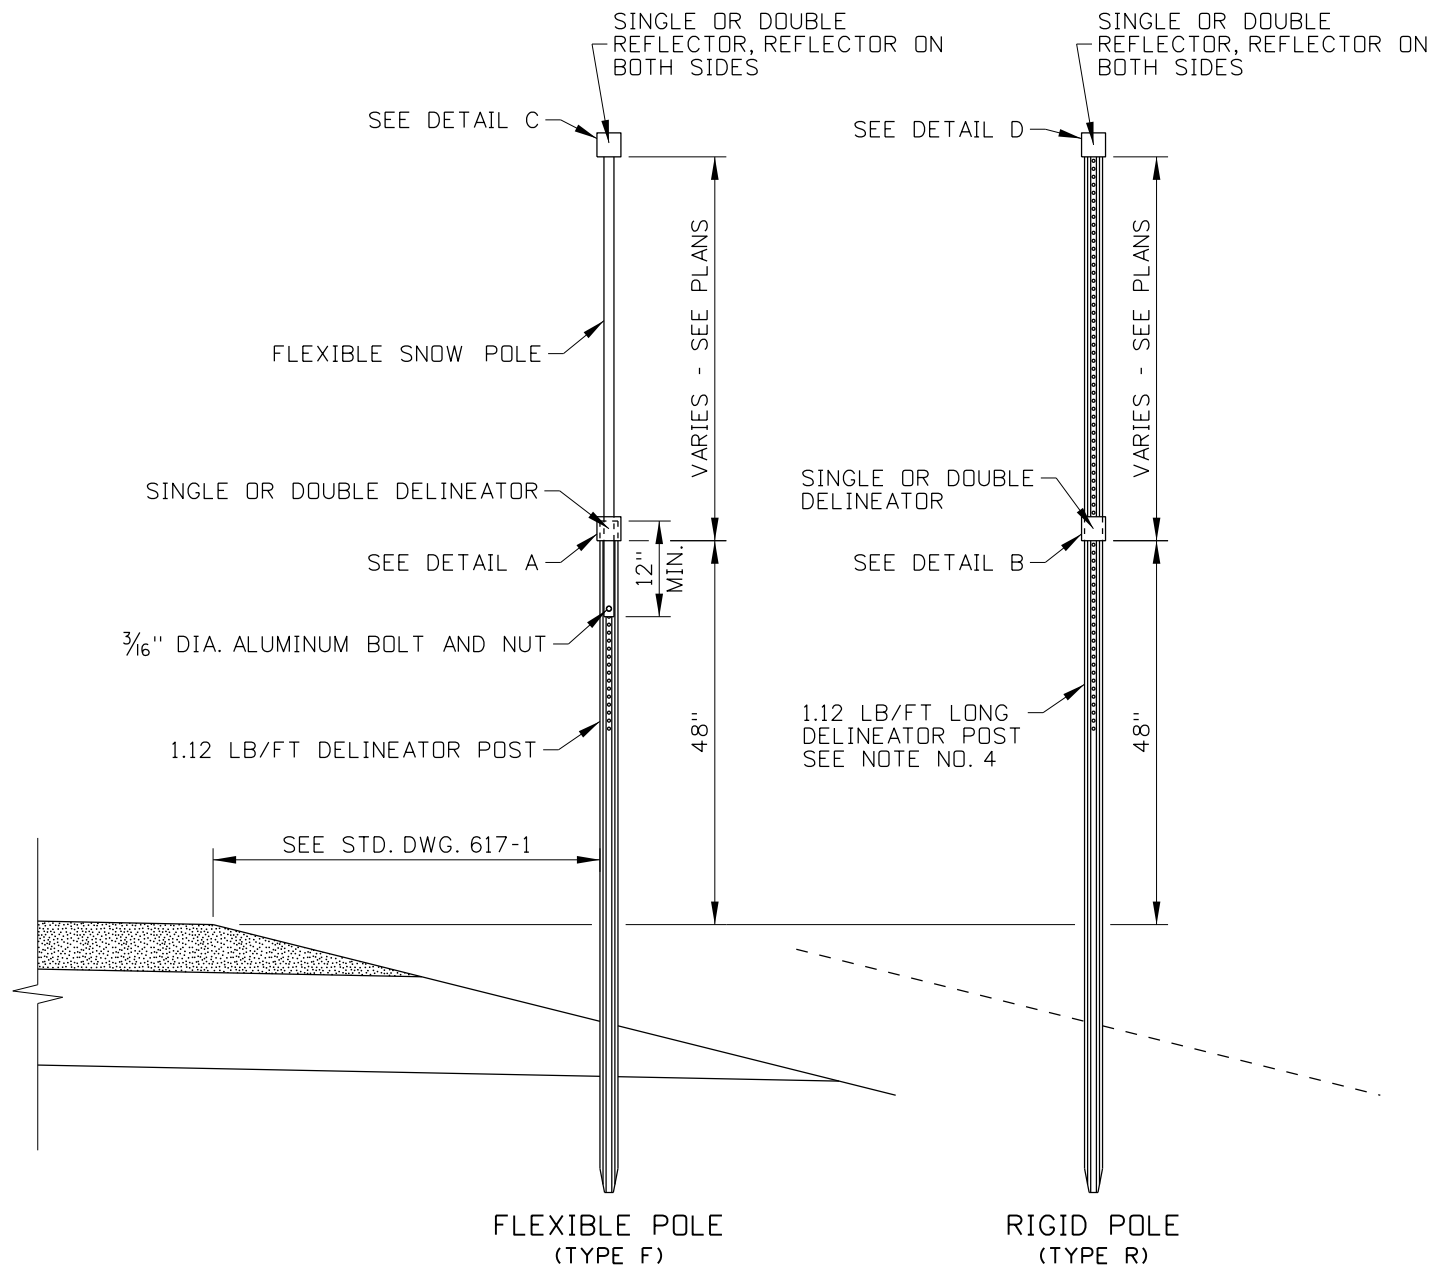 SINGLE OR DOUBLE
REFLECTOR, REFLECTOR ON
BOTH SIDES
SEE DETAIL C
VARIES - SEE PLANS
FLEXIBLE SNOW POLE
SINGLE OR DOUBLE DELINEATOR
SEE DETAIL A
12"
MIN.
3/16" DIA. ALUMINUM BOLT AND NUT
48"
1.12 LB/FT DELINEATOR POST
SEE STD. DWG. 617-1
FLEXIBLE POLE
(TYPE F)
SINGLE OR DOUBLE
REFLECTOR, REFLECTOR ON
BOTH SIDES
SEE DETAIL D
VARIES - SEE PLANS
SINGLE OR DOUBLE
DELINEATOR
SEE DETAIL B
1.12 LB/FT LONG
DELINEATOR POST
SEE NOTE NO. 4
48"
RIGID POLE
(TYPE R)